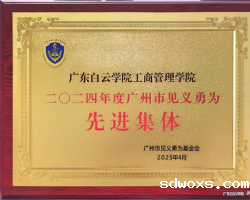 广东白云学院工商管理学院
二〇二四年度广州市见义勇为
先进集体
广州市见义勇为基金会
2025年4月
sdwoxs.com